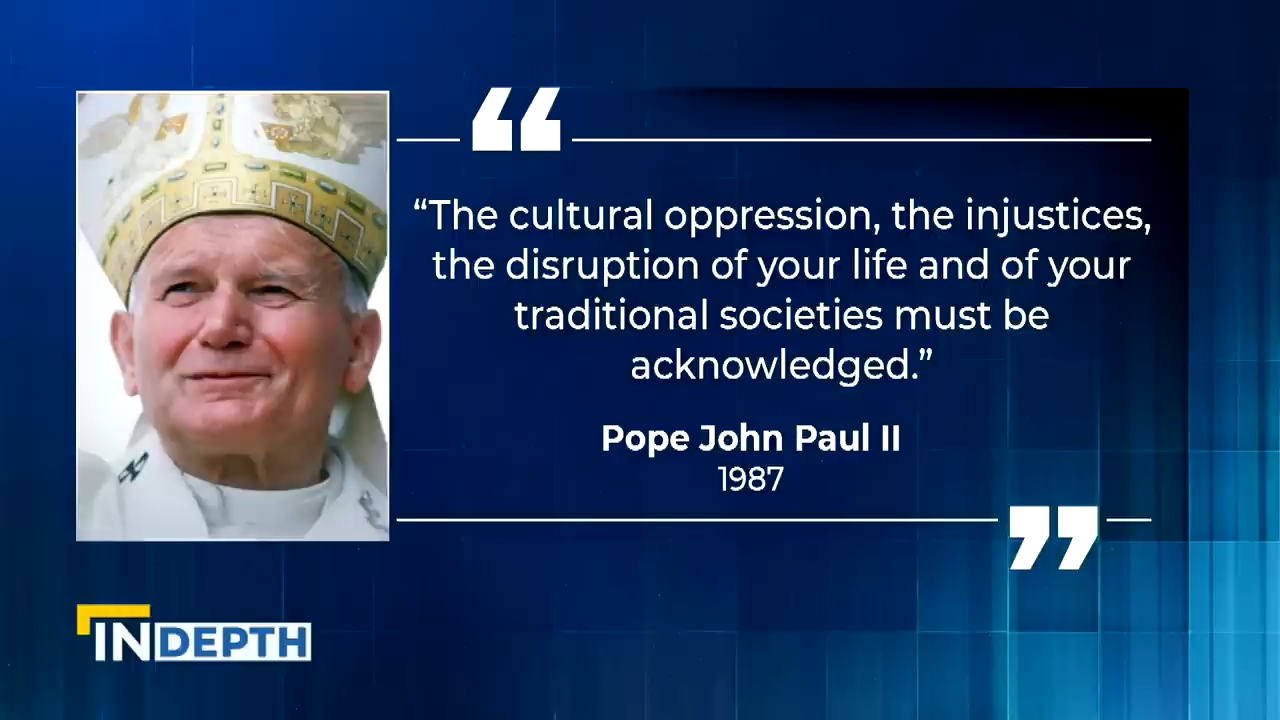 “
“The cultural oppression, the injustices,
the disruption of your life and of your
traditional societies must be
acknowledged.”
Pope John Paul II
1987
”
INDEPTH